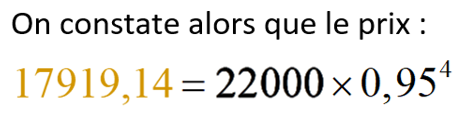 On constate alors que le prix :
17919,14 = 22000 × 0,95⁴